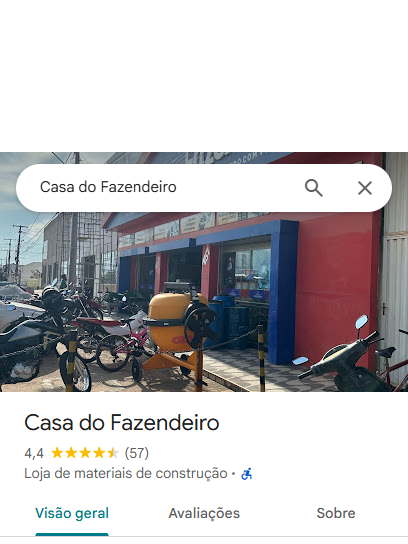 Casa do Fazendeiro
Casa do Fazendeiro
4,4 (57)
Loja de materiais de construção ·
Visão geral Avaliações Sobre